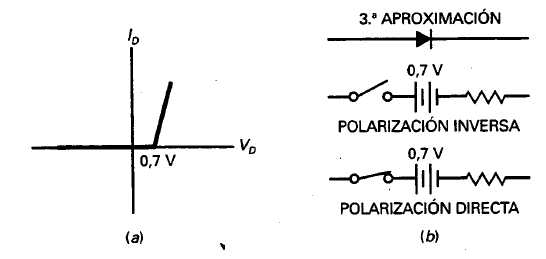 I_D
V_D
0,7 V
(a)
3.ª APROXIMACIÓN
0,7 V
POLARIZACIÓN INVERSA
0,7 V
POLARIZACIÓN DIRECTA
(b)